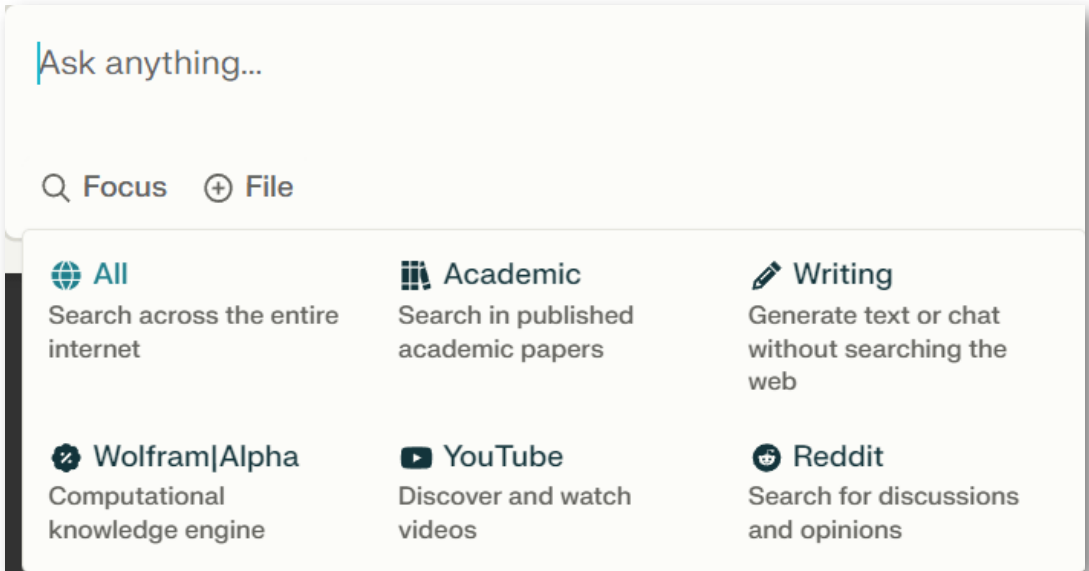 Ask anything...
Focus File
All
Search across the entire
internet
Academic
Search in published
academic papers
Writing
Generate text or chat
without searching the
web
Wolfram|Alpha
Computational
knowledge engine
YouTube
Discover and watch
videos
Reddit
Search for discussions
and opinions